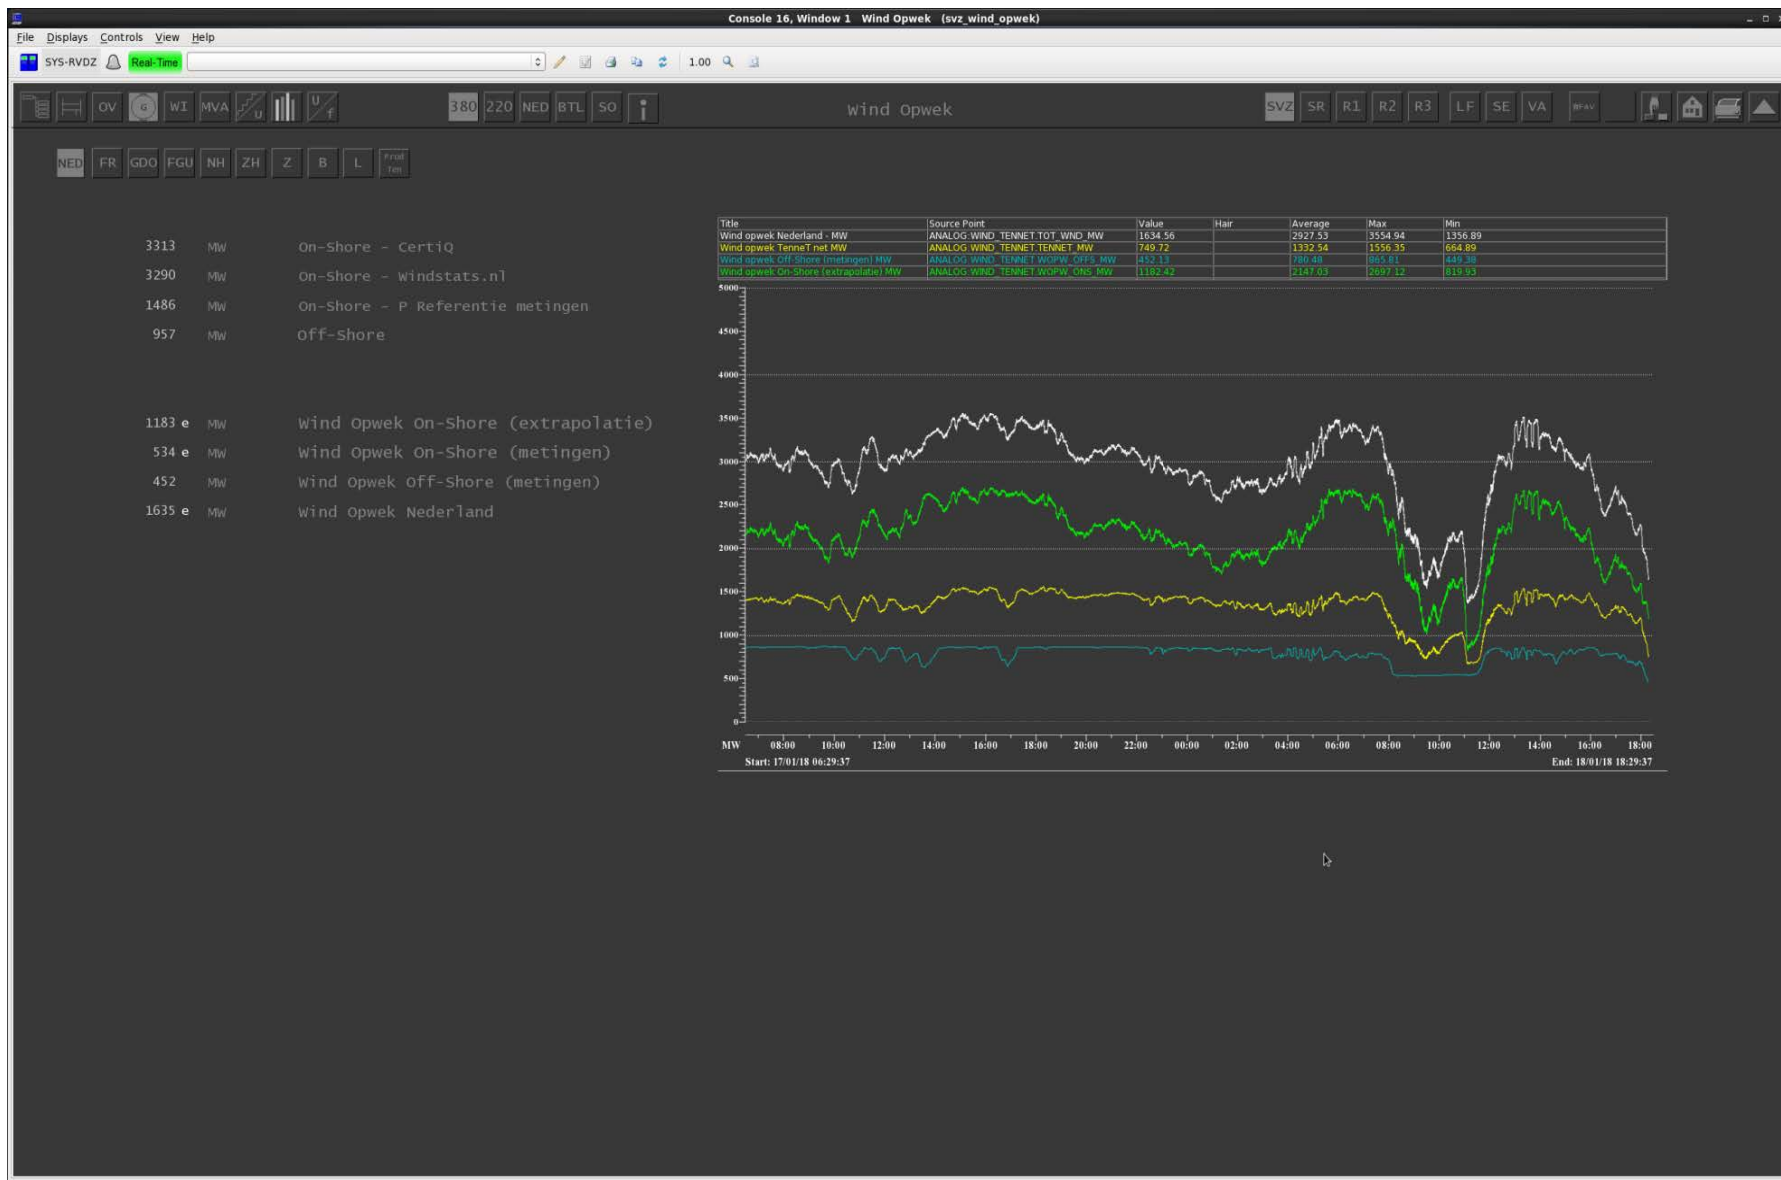 Console 16, Window 1 Wind Opwek (svz_wind_opwek)
File Displays Controls View Help
SYS-RVDZ Real-Time 1.00
OV G WI MVA U U/f 380 220 NED BTL SO i Wind Opwek SVZ SR R1 R2 R3 LF SE VA
NED FR GDO FGU NH ZH Z B L Prod Ten
Title Source Point Value Hair Average Max Min
Wind opwek Nederland - MW ANALOG.WIND_TENNET.TOT_WND_MW 1634.56 2927.53 3554.94 1356.89
Wind opwek TenneT net MW ANALOG.WIND_TENNET.TENNET_MW 749.72 1332.54 1556.35 664.89
Wind opwek Off-Shore (metingen) MW ANALOG.WIND_TENNET.WOPW_OFFS_MW 452.13 780.48 865.81 449.38
Wind opwek On-Shore (extrapolatie) MW ANALOG.WIND_TENNET.WOPW_ONS_MW 1182.42 2147.03 2697.12 819.93
3313 MW On-Shore - CertiQ
3290 MW On-Shore - Windstats.nl
1486 MW On-Shore - P Referentie metingen
957 MW Off-Shore
1183 e MW Wind Opwek On-Shore (extrapolatie)
534 e MW Wind Opwek On-Shore (metingen)
452 MW Wind Opwek Off-Shore (metingen)
1635 e MW Wind Opwek Nederland
5000
4500
4000
3500
3000
2500
2000
1500
1000
500
0
MW 08:00 10:00 12:00 14:00 16:00 18:00 20:00 22:00 00:00 02:00 04:00 06:00 08:00 10:00 12:00 14:00 16:00 18:00
Start: 17/01/18 06:29:37 End: 18/01/18 18:29:37